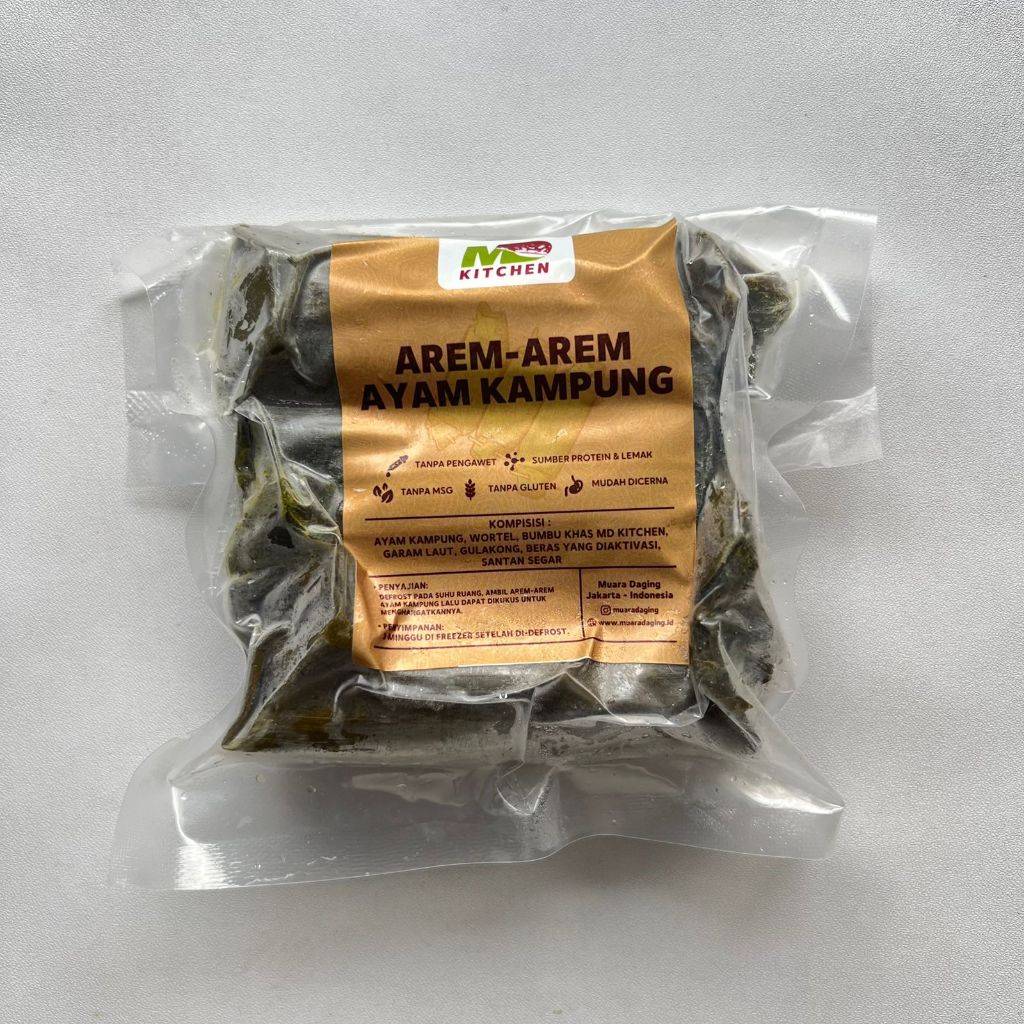 MD
KITCHEN
AREM-AREM
AYAM KAMPUNG
TANPA PENGAWET SUMBER PROTEIN & LEMAK
TANPA MSG TANPA GLUTEN MUDAH DICERNA
KOMPISISI :
AYAM KAMPUNG, WORTEL, BUMBU KHAS MD KITCHEN,
GARAM LAUT, GULAKONG, BERAS YANG DIAKTIVASI,
SANTAN SEGAR
• PENYAJIAN:
DEFROST PADA SUHU RUANG, AMBIL AREM-AREM
AYAM KAMPUNG LALU DAPAT DIKUKUS UNTUK
MENGHANGATKANNYA.
• PENYIMPANAN:
MINGGU DI FREEZER SETELAH DI-DEFROST.
Muara Daging
Jakarta - Indonesia
muaradaging
www.muaradaging.id